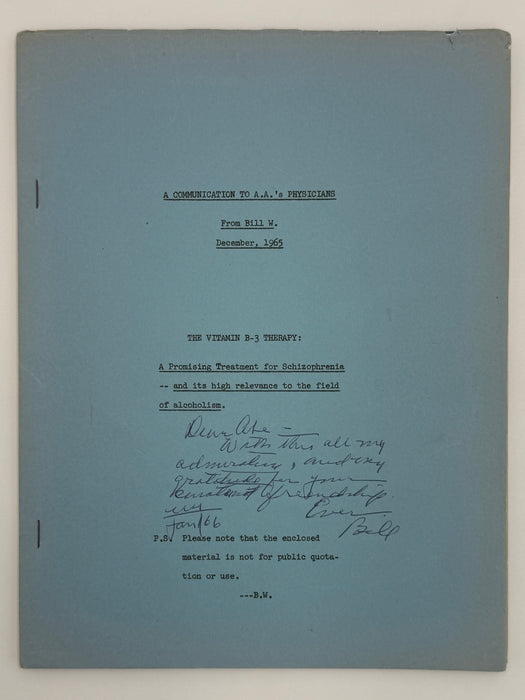 A COMMUNICATION TO A.A.'s PHYSICIANS
From Bill W.
December, 1965
THE VITAMIN B-3 THERAPY:
A Promising Treatment for Schizophrenia
-- and its high relevance to the field
of alcoholism.
Dear Abe —
With this all my
admiration, and my
gratitude for your
friendship.
Ever
Jan/66
Bill
P.S. Please note that the enclosed
material is not for public quota-
tion or use.
---B.W.